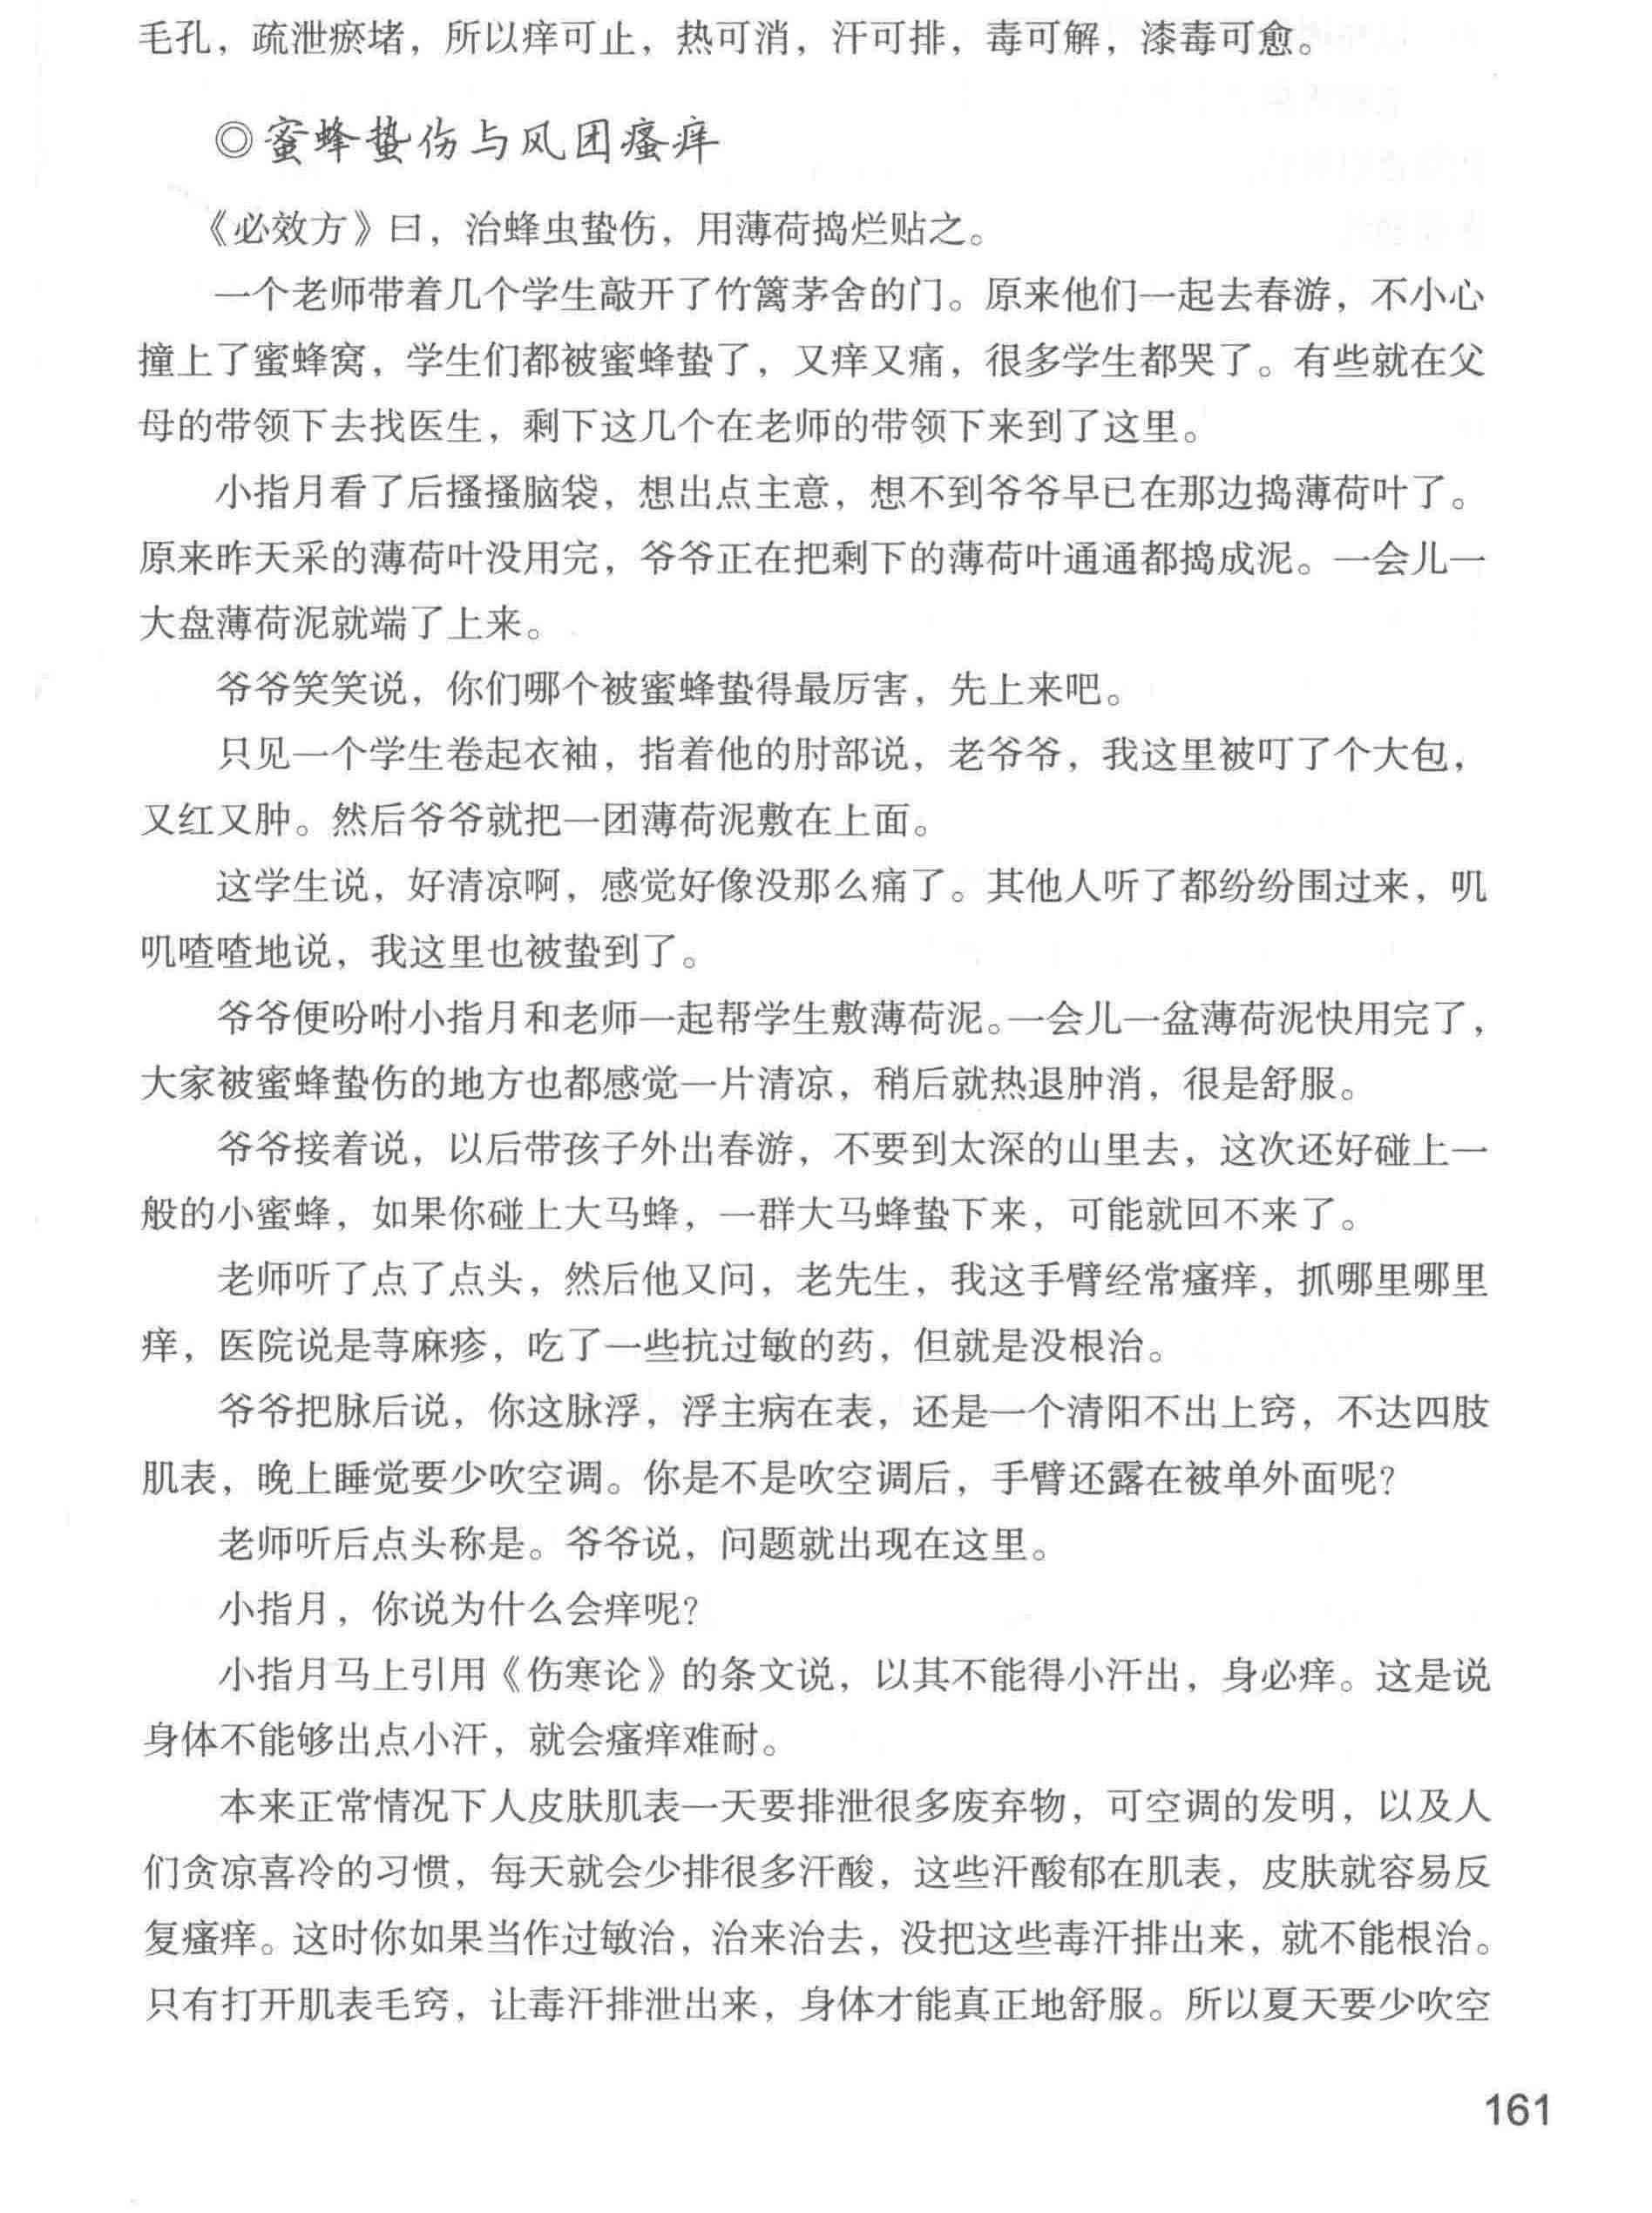 毛孔，疏泄瘀堵，所以痒可止，热可消，汗可排，毒可解，漆毒可愈。
◎蜜蜂蛰伤与风团瘙痒
《必效方》曰，治蜂虫蛰伤，用薄荷捣烂贴之。
一个老师带着几个学生敲开了竹篱茅舍的门。原来他们一起去春游，不小心
撞上了蜜蜂窝，学生们都被蜜蜂蛰了，又痒又痛，很多学生都哭了。有些就在父
母的带领下去找医生，剩下这几个在老师的带领下来到了这里。
小指月看了后搔搔脑袋，想出点主意，想不到爷爷早已在那边捣薄荷叶了。
原来昨天采的薄荷叶没用完，爷爷正在把剩下的薄荷叶通通都捣成泥。一会儿一
大盘薄荷泥就端了上来。
爷爷笑笑说，你们哪个被蜜蜂蛰得最厉害，先上来吧。
只见一个学生卷起衣袖，指着他的肘部说，老爷爷，我这里被叮了个大包，
又红又肿。然后爷爷就把一团薄荷泥敷在上面。
这学生说，好清凉啊，感觉好像没那么痛了。其他人听了都纷纷围过来，叽
叽喳喳地说，我这里也被蛰到了。
爷爷便吩咐小指月和老师一起帮学生敷薄荷泥。一会儿一盆薄荷泥快用完了，
大家被蜜蜂蛰伤的地方也都感觉一片清凉，稍后就热退肿消，很是舒服。
爷爷接着说，以后带孩子外出春游，不要到太深的山里去，这次还好碰上一
般的小蜜蜂，如果你碰上大马蜂，一群大马蜂蛰下来，可能就回不来了。
老师听了点了点头，然后他又问，老先生，我这手臂经常瘙痒，抓哪里哪里
痒，医院说是荨麻疹，吃了一些抗过敏的药，但就是没根治。
爷爷把脉后说，你这脉浮，浮主病在表，还是一个清阳不出上窍，不达四肢
肌表，晚上睡觉要少吹空调。你是不是吹空调后，手臂还露在被单外面呢？
老师听后点头称是。爷爷说，问题就出现在这里。
小指月，你说为什么会痒呢？
小指月马上引用《伤寒论》的条文说，以其不能得小汗出，身必痒。这是说
身体不能够出点小汗，就会瘙痒难耐。
本来正常情况下人皮肤肌表一天要排泄很多废弃物，可空调的发明，以及人
们贪凉喜冷的习惯，每天就会少排很多汗酸，这些汗酸郁在肌表，皮肤就容易反
复瘙痒。这时你如果当作过敏治，治来治去，没把这些毒汗排出来，就不能根治。
只有打开肌表毛窍，让毒汗排泄出来，身体才能真正地舒服。所以夏天要少吹空
161